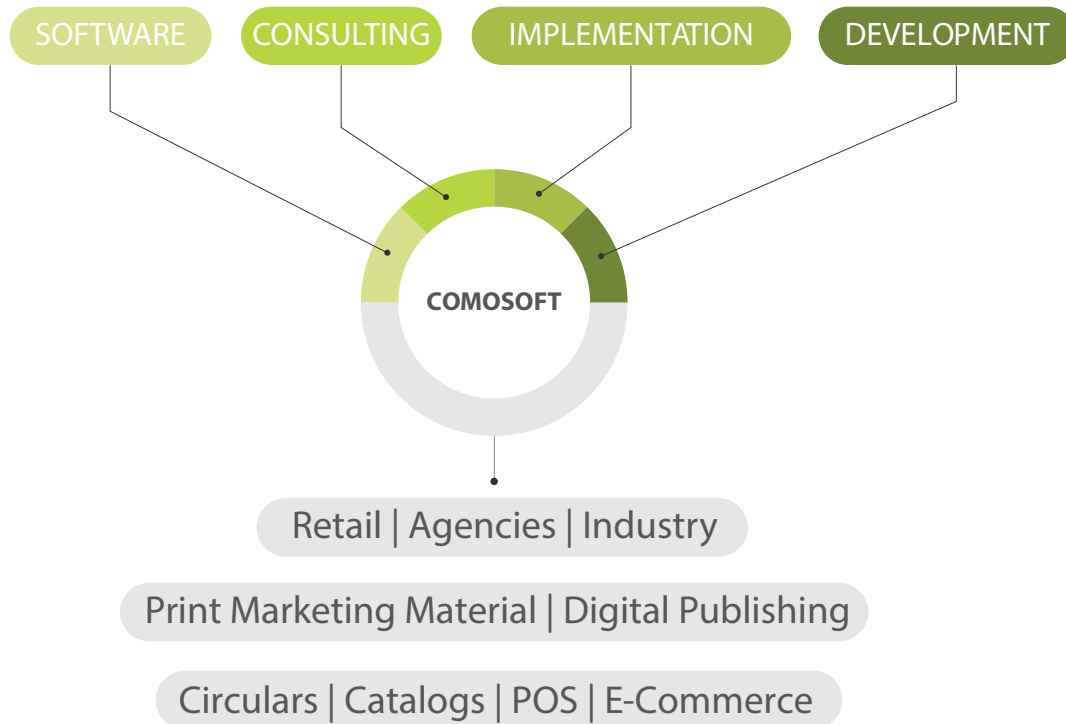 SOFTWARE
CONSULTING
IMPLEMENTATION
DEVELOPMENT
COMOSOFT
Retail | Agencies | Industry
Print Marketing Material | Digital Publishing
Circulars | Catalogs | POS | E-Commerce